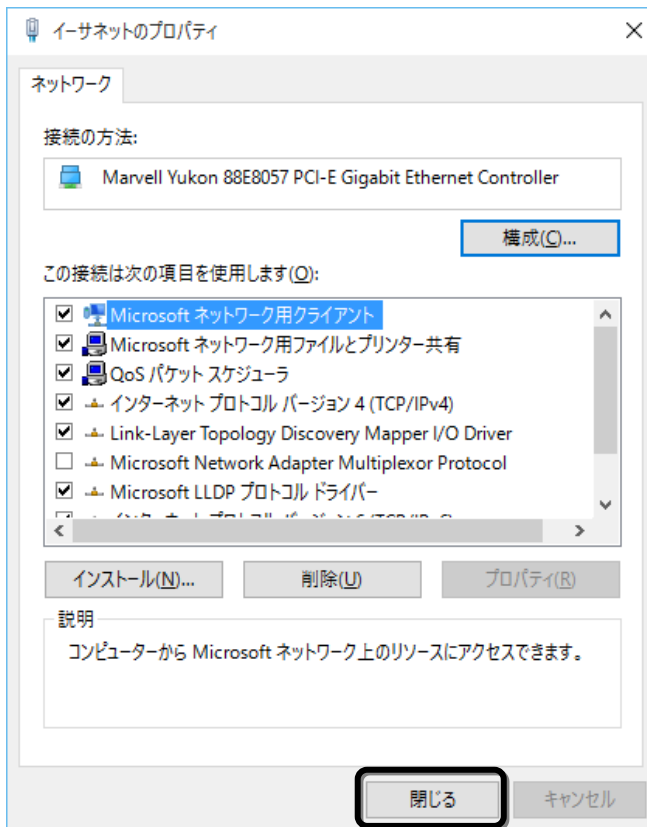 イーサネットのプロパティ
ネットワーク
接続の方法:
Marvell Yukon 88E8057 PCI-E Gigabit Ethernet Controller
構成(C)...
この接続は次の項目を使用します(O):
Microsoft ネットワーク用クライアント
Microsoft ネットワーク用ファイルとプリンター共有
QoS パケット スケジューラ
インターネット プロトコル バージョン 4 (TCP/IPv4)
Link-Layer Topology Discovery Mapper I/O Driver
Microsoft Network Adapter Multiplexor Protocol
Microsoft LLDP プロトコル ドライバー
インストール(N)... 削除(U) プロパティ(R)
説明
コンピューターから Microsoft ネットワーク上のリソースにアクセスできます。
閉じる キャンセル